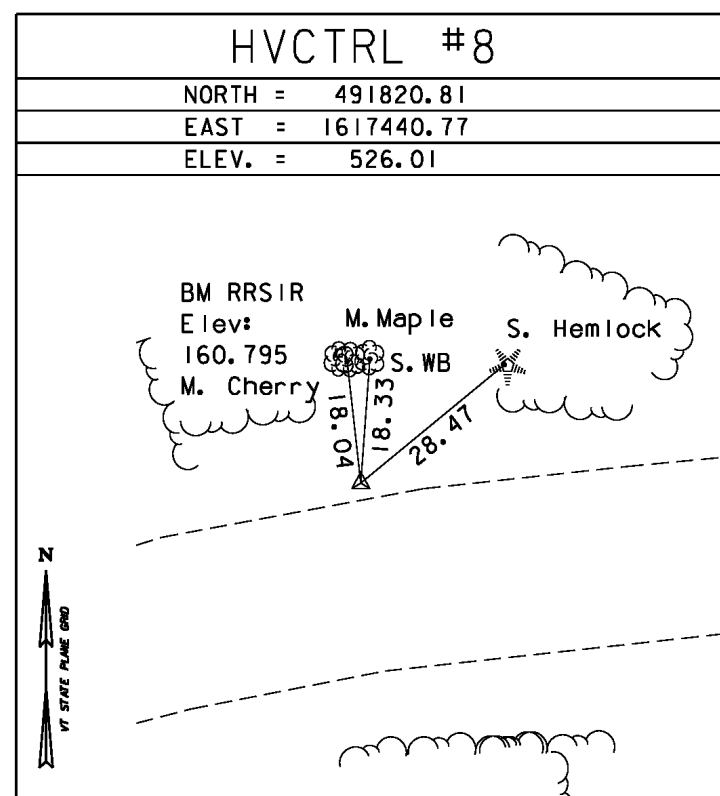 HVCTRL #8
NORTH = 491820.81
EAST = 1617440.77
ELEV. = 526.01
BM RRSIR
Elev:
160.795
M. Cherry
M. Maple
S. WB
S. Hemlock
18.04
18.33
28.47
N
VT STATE PLANE GRID